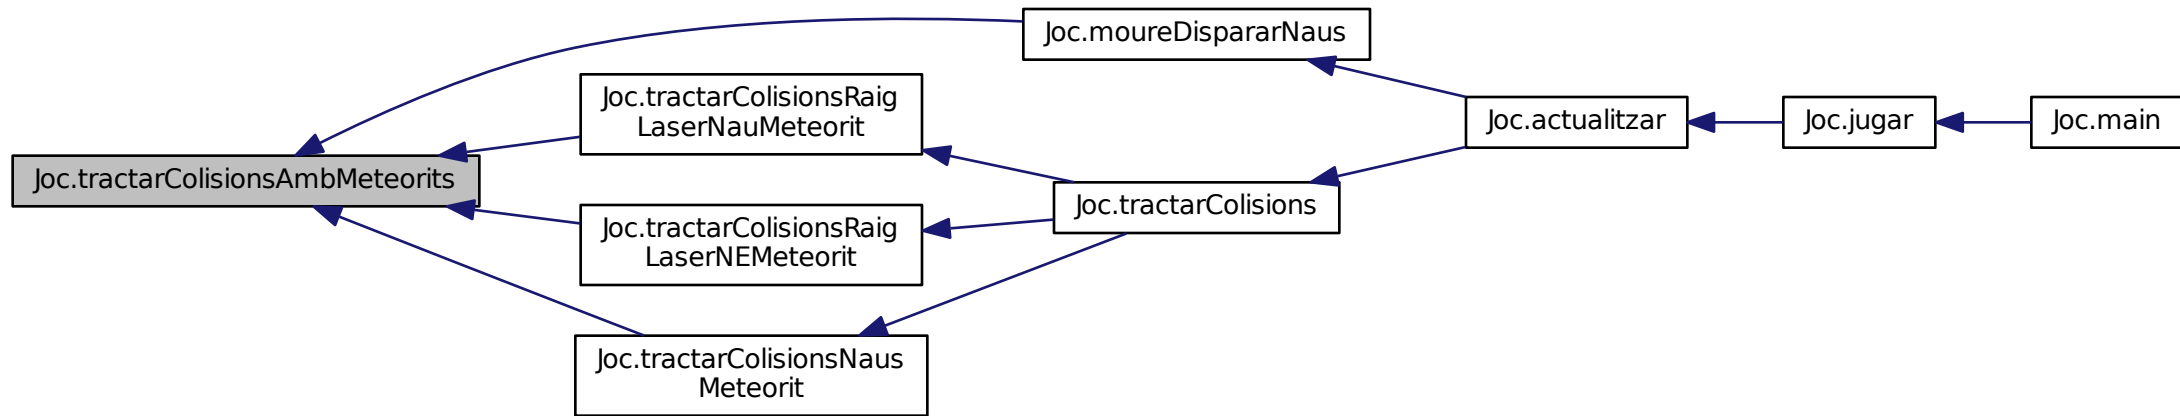 Joc.moureDispararNaus
Joc.tractarColisionsRaig
LaserNauMeteorit
Joc.actualitzar
Joc.jugar
Joc.main
Joc.tractarColisionsAmbMeteorits
Joc.tractarColisions
Joc.tractarColisionsRaig
LaserNEMeteorit
Joc.tractarColisionsNaus
Meteorit